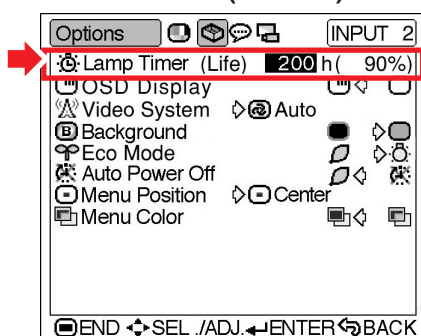 Options INPUT 2
Lamp Timer (Life) 200 h( 90%)
OSD Display
Video System Auto
B Background
Eco Mode
Auto Power Off
Menu Position Center
Menu Color
END SEL./ADJ. ENTER BACK